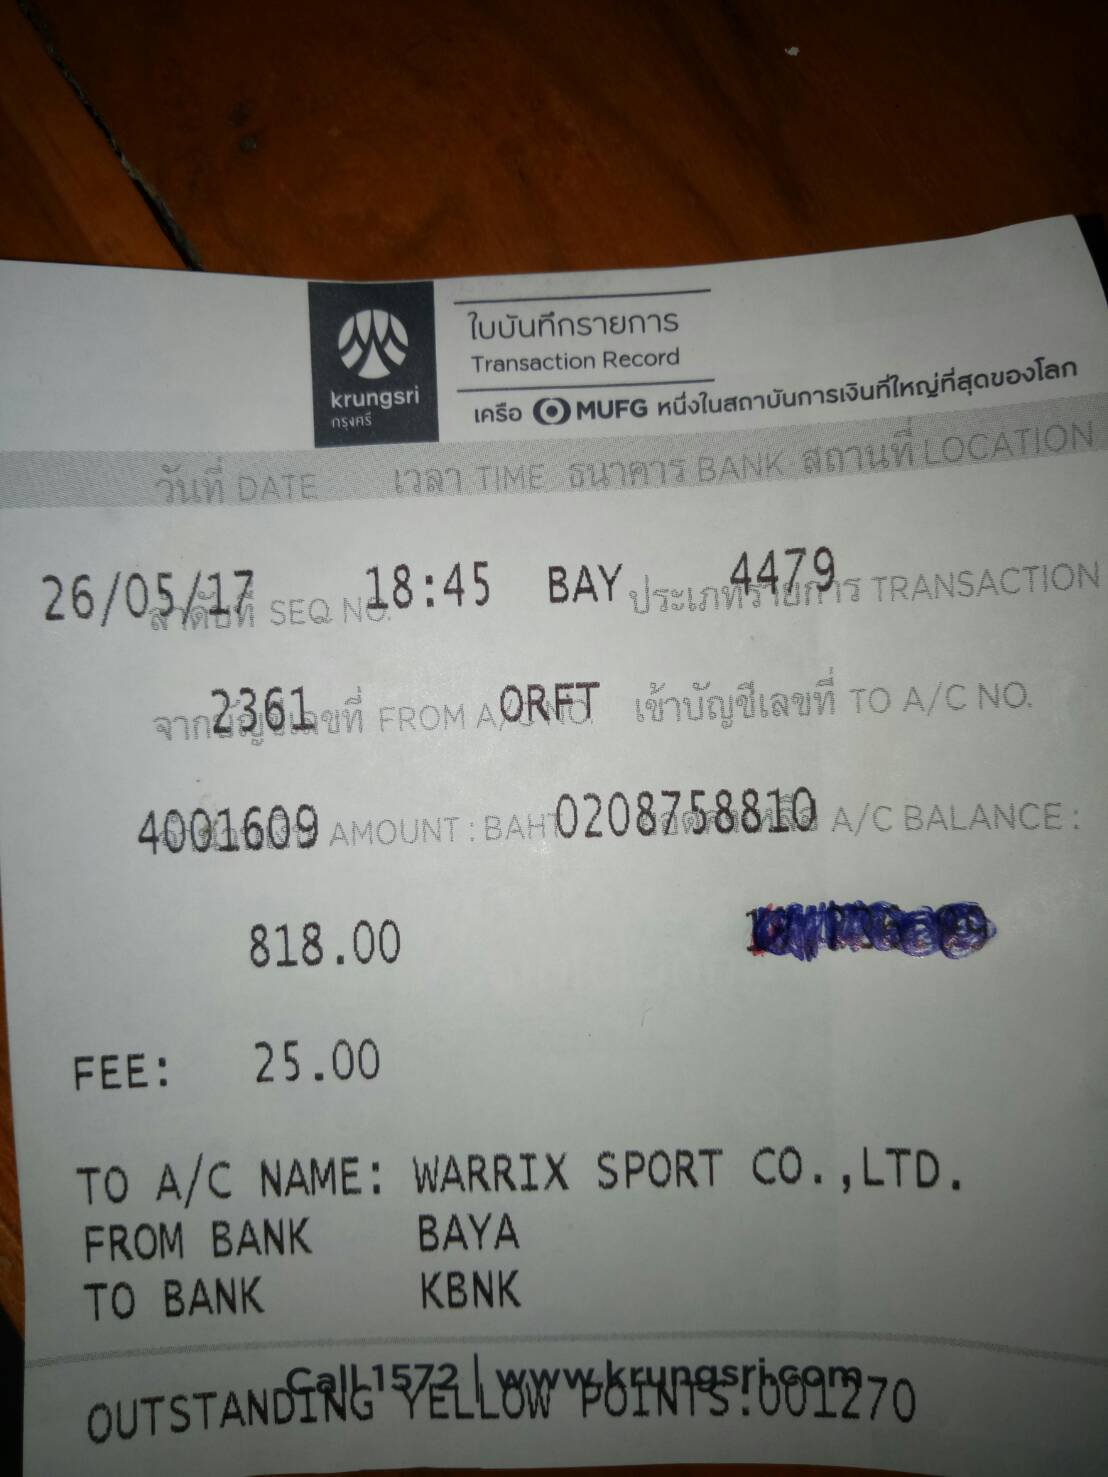 krungsri
กรุงศรี
ใบบันทึกรายการ
Transaction Record
เครือ MUFG หนึ่งในสถาบันการเงินที่ใหญ่ที่สุดของโลก
วันที่ DATE เวลา TIME ธนาคาร BANK สถานที่ LOCATION
26/05/17 18:45 BAY 4479
ลำดับที่ SEQ NO. ประเภทรายการ TRANSACTION
2361 ORFT
จากบัญชีเลขที่ FROM A/C NO. เข้าบัญชีเลขที่ TO A/C NO.
4001609 0208758810
AMOUNT : BAHT A/C BALANCE :
818.00
FEE: 25.00
TO A/C NAME: WARRIX SPORT CO.,LTD.
FROM BANK BAYA
TO BANK KBNK
Call 1572 | www.krungsri.com
OUTSTANDING YELLOW POINTS:001270